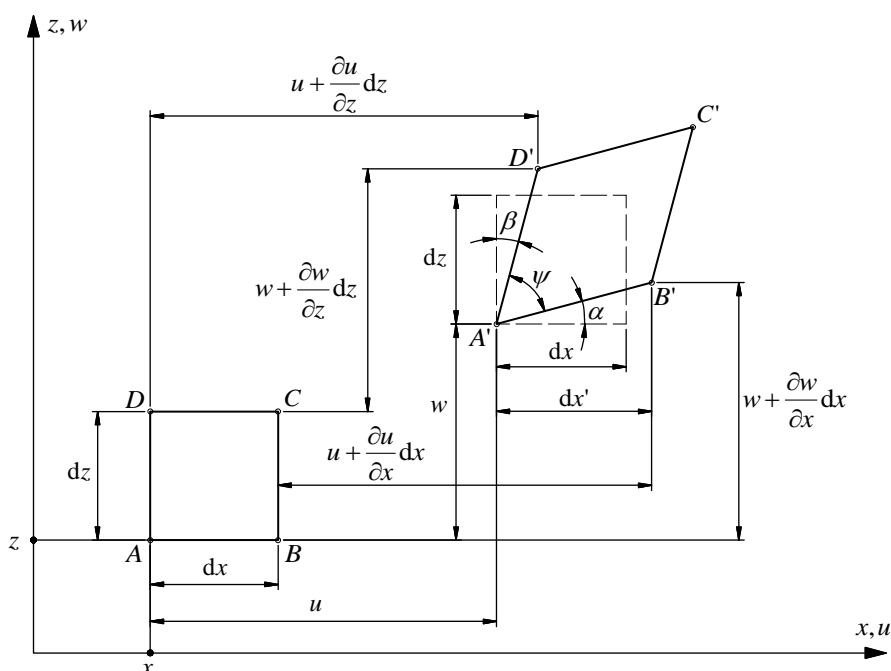 z, w
u + ∂u/∂z dz
C'
D'
β
dz
ψ
w + ∂w/∂z dz
B'
α
A'
dx
D
C
w
dx'
w + ∂w/∂x dx
u + ∂u/∂x dx
dz
z
A
B
dx
u
x, u
x